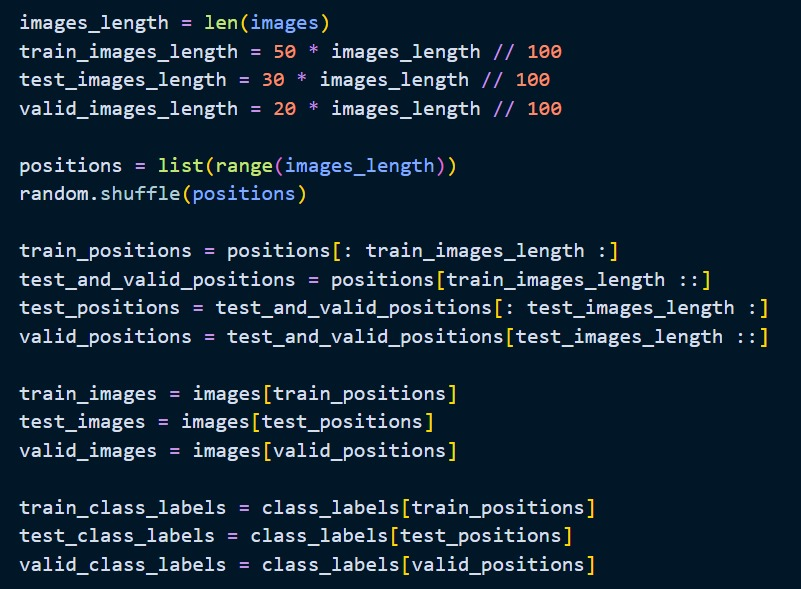 images_length = len(images)
train_images_length = 50 * images_length // 100
test_images_length = 30 * images_length // 100
valid_images_length = 20 * images_length // 100

positions = list(range(images_length))
random.shuffle(positions)

train_positions = positions[: train_images_length :]
test_and_valid_positions = positions[train_images_length ::]
test_positions = test_and_valid_positions[: test_images_length :]
valid_positions = test_and_valid_positions[test_images_length ::]

train_images = images[train_positions]
test_images = images[test_positions]
valid_images = images[valid_positions]

train_class_labels = class_labels[train_positions]
test_class_labels = class_labels[test_positions]
valid_class_labels = class_labels[valid_positions]